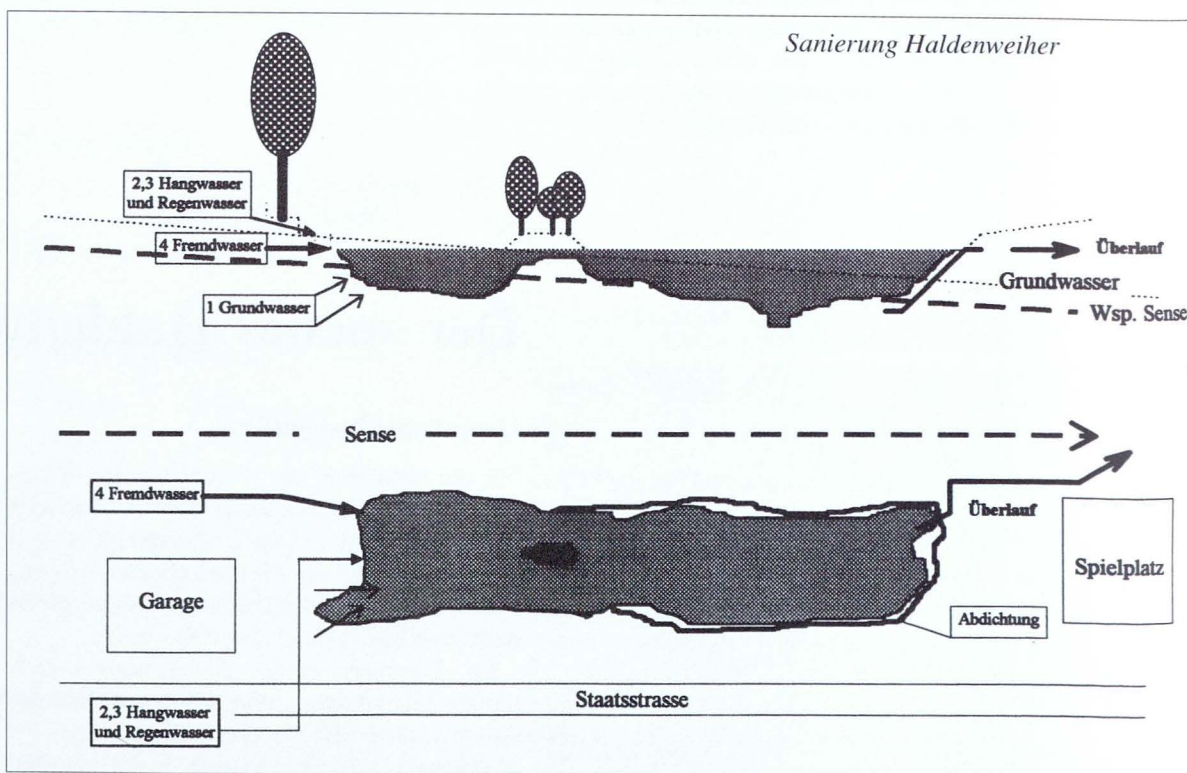 Sanierung Haldenweiher
2,3 Hangwasser
und Regenwasser
4 Fremdwasser
Überlauf
Grundwasser
1 Grundwasser
Wsp. Sense
Sense
4 Fremdwasser
Überlauf
Garage
Spielplatz
Abdichtung
Staatsstrasse
2,3 Hangwasser
und Regenwasser